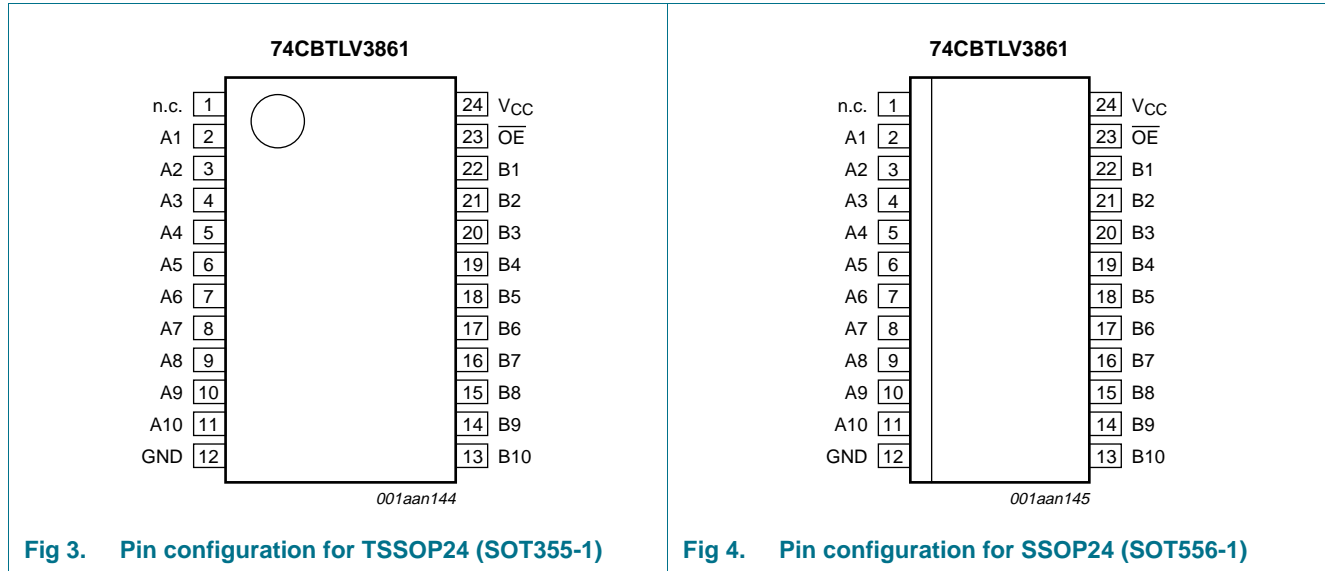 74CBTLV3861
n.c. 1
A1 2
A2 3
A3 4
A4 5
A5 6
A6 7
A7 8
A8 9
A9 10
A10 11
GND 12
24 VCC
23 OE
22 B1
21 B2
20 B3
19 B4
18 B5
17 B6
16 B7
15 B8
14 B9
13 B10
001aan144
Fig 3. Pin configuration for TSSOP24 (SOT355-1)
74CBTLV3861
n.c. 1
A1 2
A2 3
A3 4
A4 5
A5 6
A6 7
A7 8
A8 9
A9 10
A10 11
GND 12
24 VCC
23 OE
22 B1
21 B2
20 B3
19 B4
18 B5
17 B6
16 B7
15 B8
14 B9
13 B10
001aan145
Fig 4. Pin configuration for SSOP24 (SOT556-1)